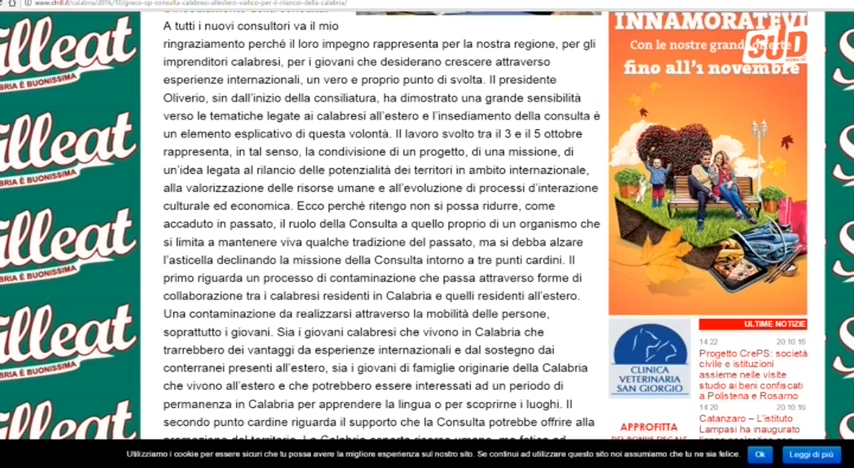 A tutti i nuovi consultori va il mio
ringraziamento perché il loro impegno rappresenta per la nostra regione, per gli
imprenditori calabresi, per i giovani che desiderano crescere attraverso
esperienze internazionali, un vero e proprio punto di svolta. Il presidente
Oliverio, sin dall'inizio della consiliatura, ha dimostrato una grande sensibilità
verso le tematiche legate ai calabresi all'estero e l'insediamento della consulta è
un elemento esplicativo di questa volontà. Il lavoro svolto tra il 3 e il 5 ottobre
rappresenta, in tal senso, la condivisione di un progetto, di una missione, di
un'idea legata al rilancio delle potenzialità dei territori in ambito internazionale,
alla valorizzazione delle risorse umane e all'evoluzione di processi d'interazione
culturale ed economica. Ecco perché ritengo non si possa ridurre, come
accaduto in passato, il ruolo della Consulta a quello proprio di un organismo che
si limita a mantenere viva qualche tradizione del passato, ma si debba alzare
l'asticella declinando la missione della Consulta intorno a tre punti cardini. Il
primo riguarda un processo di contaminazione che passa attraverso forme di
collaborazione tra i calabresi residenti in Calabria e quelli residenti all'estero.
Una contaminazione da realizzarsi attraverso la mobilità delle persone,
soprattutto i giovani. Sia i giovani calabresi che vivono in Calabria che
trarrebbero dei vantaggi da esperienze internazionali e dal sostegno dai
conterranei presenti all'estero, sia i giovani di famiglie originarie della Calabria
che vivono all'estero e che potrebbero essere interessati ad un periodo di
permanenza in Calabria per apprendere la lingua o per scoprirne i luoghi. Il
secondo punto cardine riguarda il supporto che la Consulta potrebbe offrire alla
INNAMORATEVI
Con le nostre grandi offerte
fino all'1 novembre
CLINICA
VETERINARIA
SAN GIORGIO
APPROFITTA
ULTIME NOTIZIE
14:22 20.10.16
Progetto CrePS: società
civile e istituzioni
assieme nelle visite
studio ai beni confiscati
a Polistena e Rosarno
14:20 20.10.16
Catanzaro – L'istituto
Lampasi ha inaugurato
illeat
BRIA È BUONISSIMA
illeat
BRIA È BUONISSIMA
illeat
BRIA È BUONISSIMA
illeat
BRIA È BUONISSIMA
illeat
Utilizziamo i cookie per essere sicuri che tu possa avere la migliore esperienza sul nostro sito. Se continui ad utilizzare questo sito noi assumiamo che tu ne sia felice. Ok Leggi di più